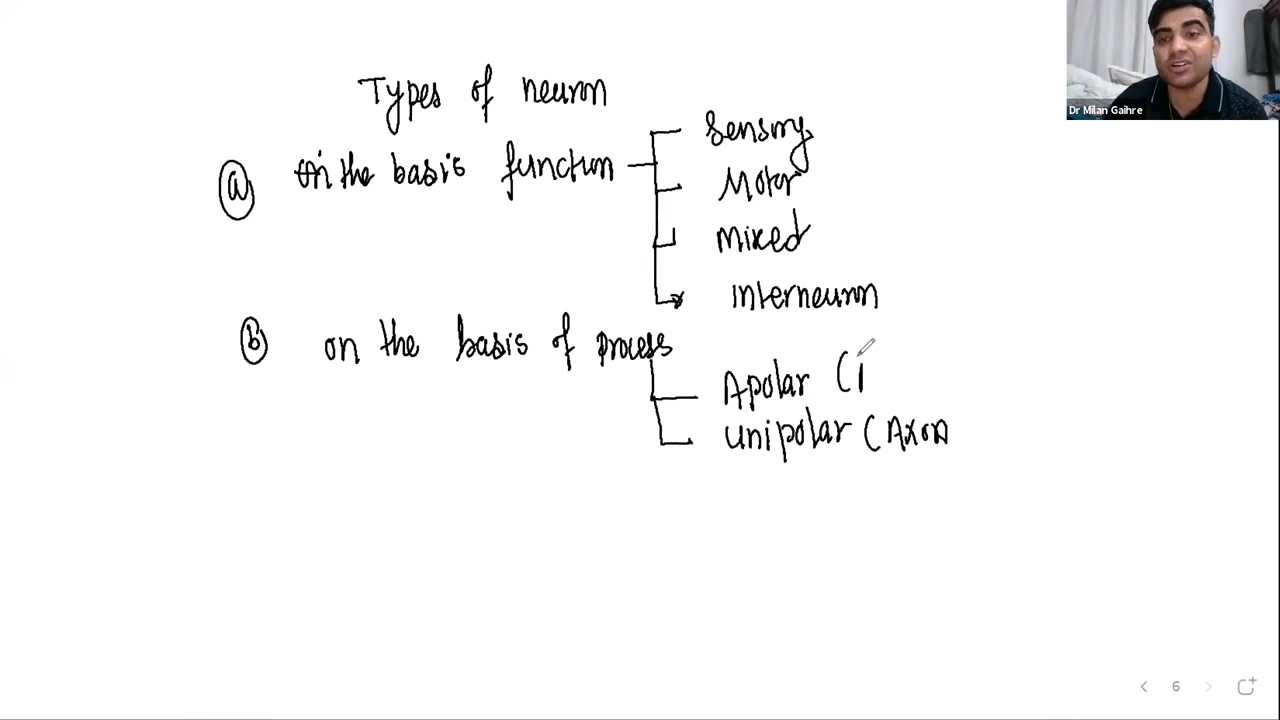 Types of neuron
Dr Milan Gaihre
a on the basis function
Sensory
Motor
Mixed
Interneuron
b on the basis of process
Apolar (
Unipolar (Axon
6